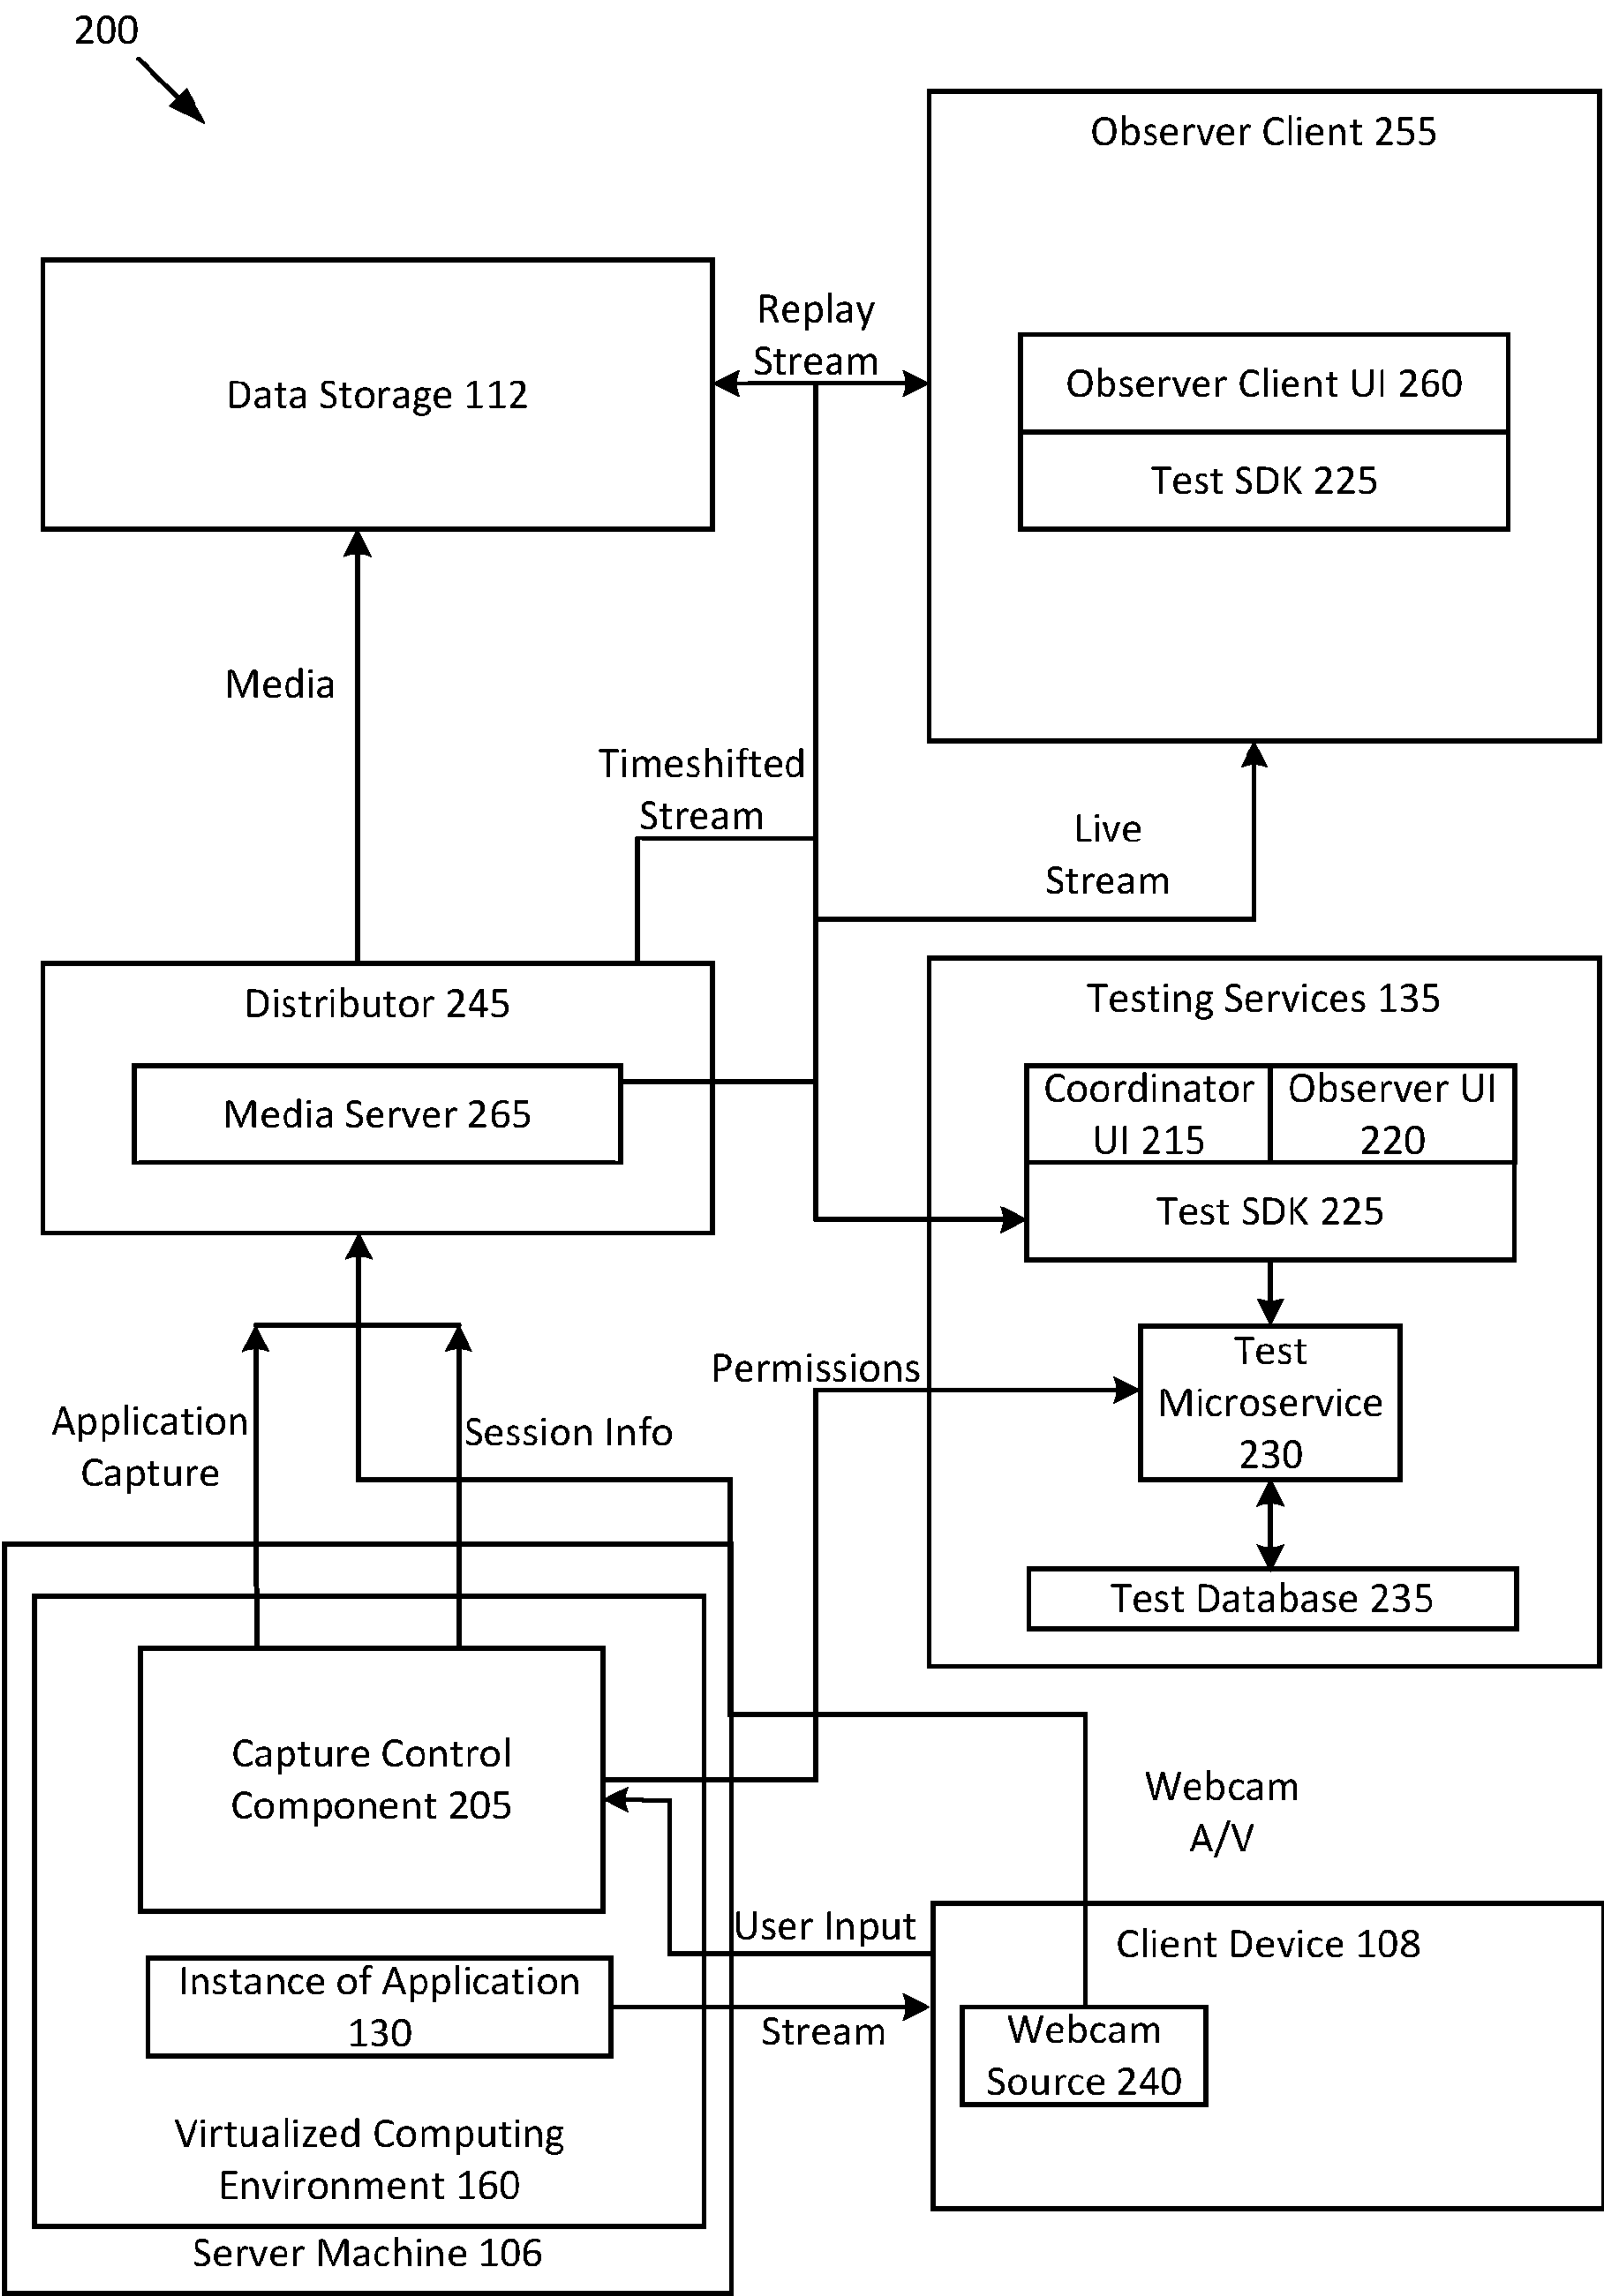 200
Observer Client 255
Replay
Stream
Data Storage 112
Observer Client UI 260
Test SDK 225
Media
Timeshifted
Stream
Live
Stream
Distributor 245
Media Server 265
Testing Services 135
Coordinator
UI 215
Observer UI
220
Test SDK 225
Test
Microservice
230
Permissions
Application
Capture
Session Info
Test Database 235
Capture Control
Component 205
Webcam
A/V
User Input
Client Device 108
Instance of Application
130
Stream
Webcam
Source 240
Virtualized Computing
Environment 160
Server Machine 106